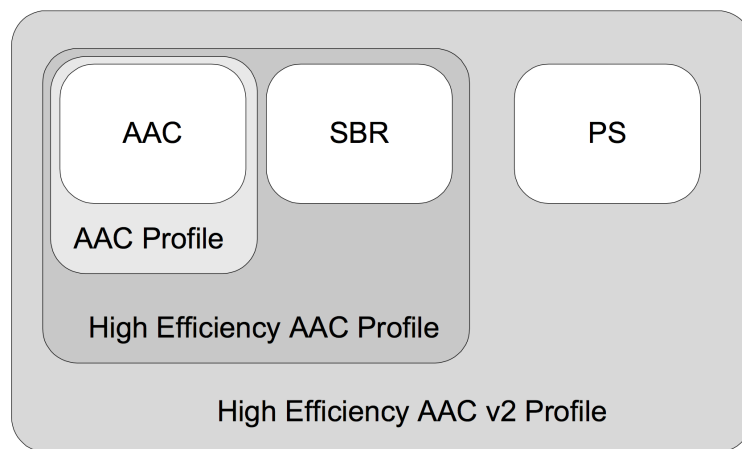 AAC
SBR
PS
AAC Profile
High Efficiency AAC Profile
High Efficiency AAC v2 Profile